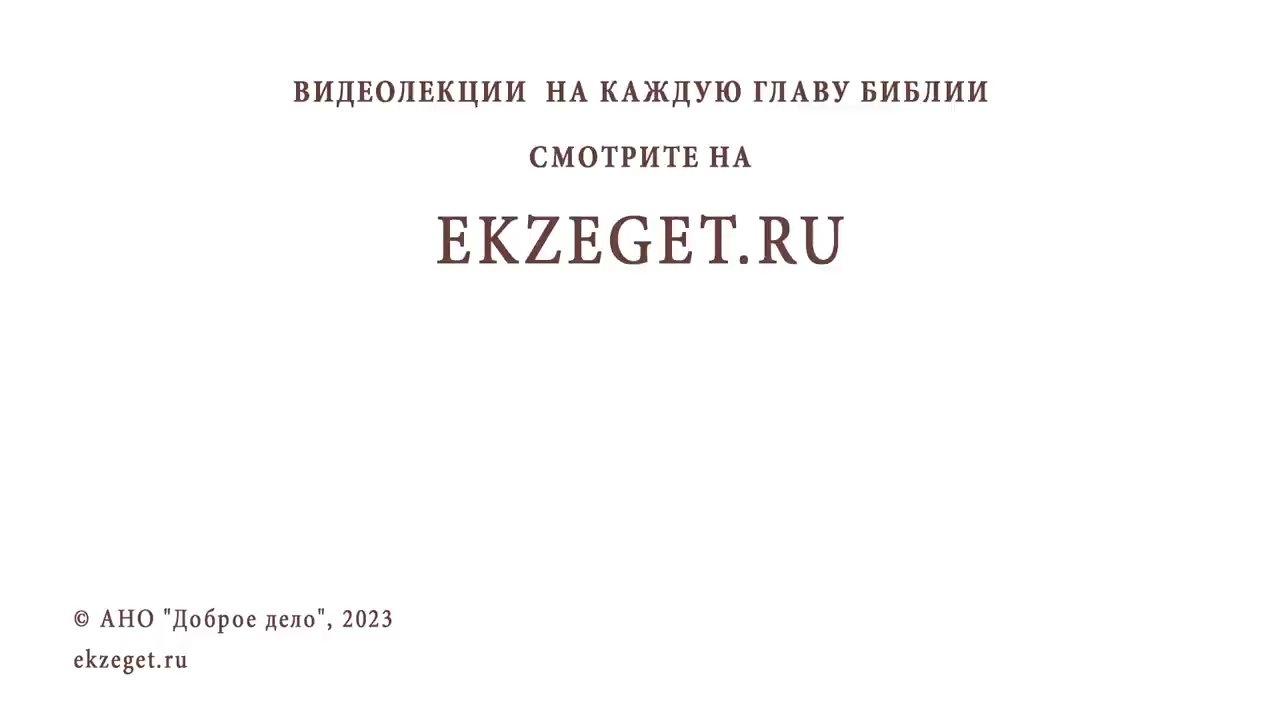 ВИДЕОЛЕКЦИИ НА КАЖДУЮ ГЛАВУ БИБЛИИ
СМОТРИТЕ НА
EKZEGET.RU
© АНО "Доброе дело", 2023
ekzeget.ru